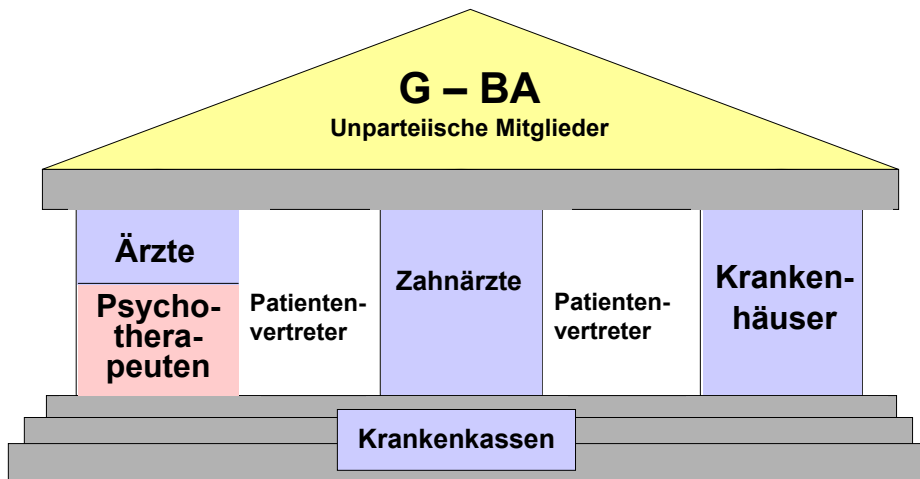 G – BA
Unparteiische Mitglieder
Ärzte
Psycho-
thera-
peuten
Patienten-
vertreter
Zahnärzte
Patienten-
vertreter
Kranken-
häuser
Krankenkassen